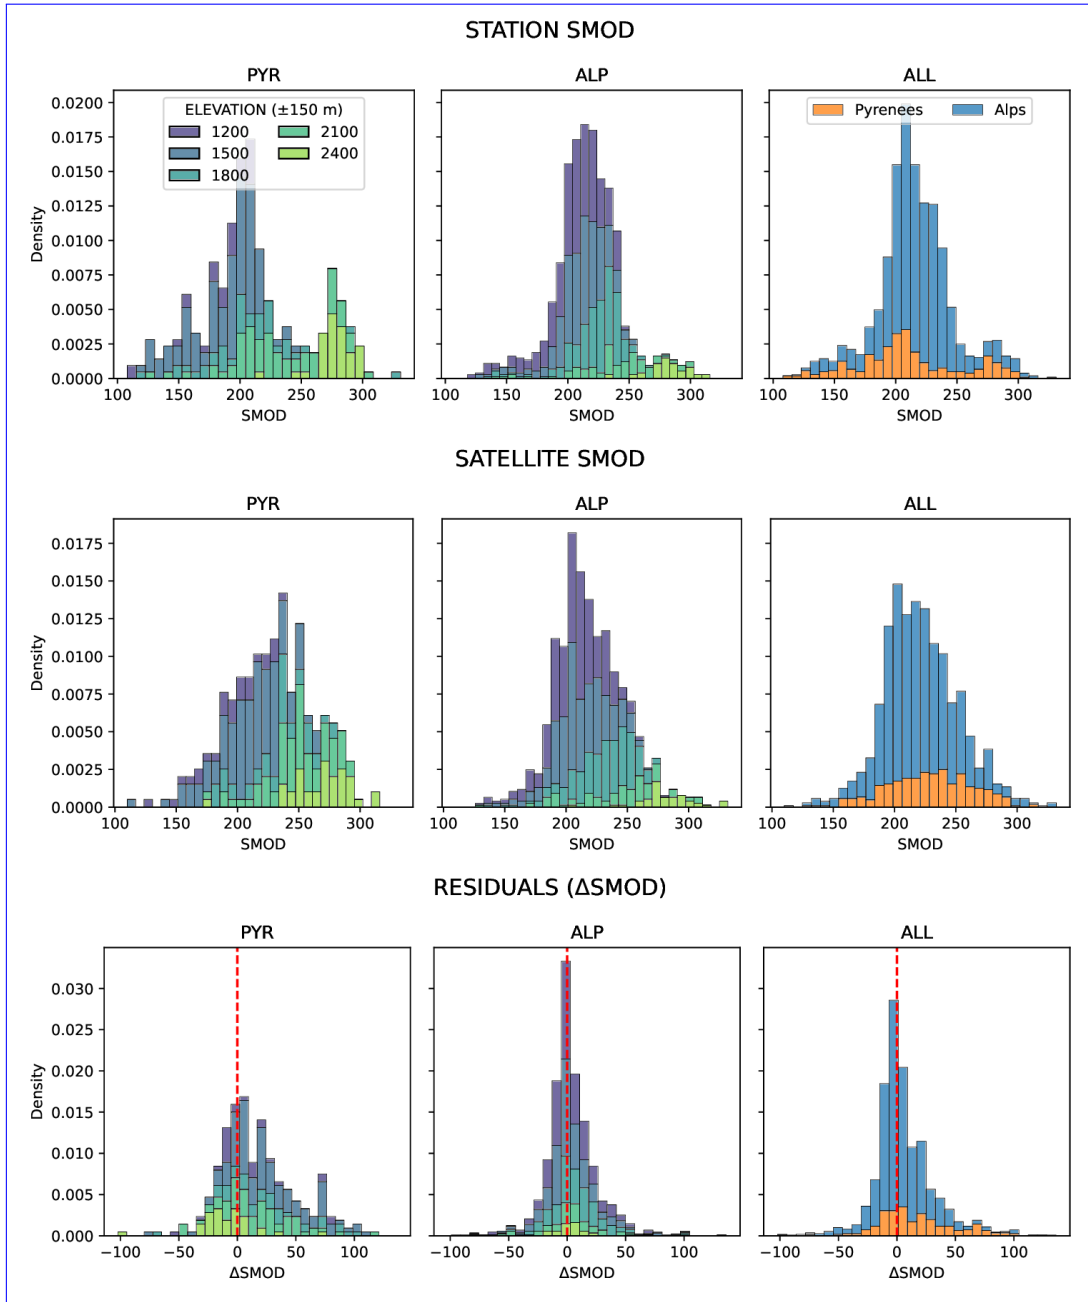 STATION SMOD
PYR
ALP
ALL
0.0200
0.0175
0.0150
0.0125
0.0100
0.0075
0.0050
0.0025
0.0000
Density
ELEVATION (±150 m)
1200 2100
1500 2400
1800
Pyrenees Alps
100 150 200 250 300
100 150 200 250 300
100 150 200 250 300
SMOD
SMOD
SMOD
SATELLITE SMOD
PYR
ALP
ALL
0.0175
0.0150
0.0125
0.0100
0.0075
0.0050
0.0025
0.0000
Density
100 150 200 250 300
100 150 200 250 300
100 150 200 250 300
SMOD
SMOD
SMOD
RESIDUALS (ΔSMOD)
PYR
ALP
ALL
0.030
0.025
0.020
0.015
0.010
0.005
0.000
Density
−100 −50 0 50 100
−100 −50 0 50 100
−100 −50 0 50 100
ΔSMOD
ΔSMOD
ΔSMOD